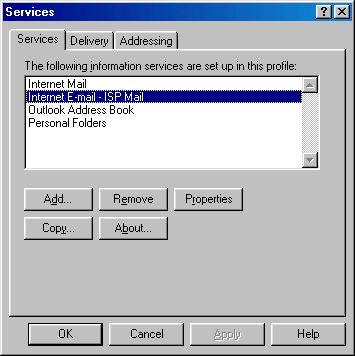 Services
Services Delivery Addressing
The following information services are set up in this profile:
Internet Mail
Internet E-mail - ISP Mail
Outlook Address Book
Personal Folders
Add... Remove Properties
Copy... About...
OK Cancel Apply Help